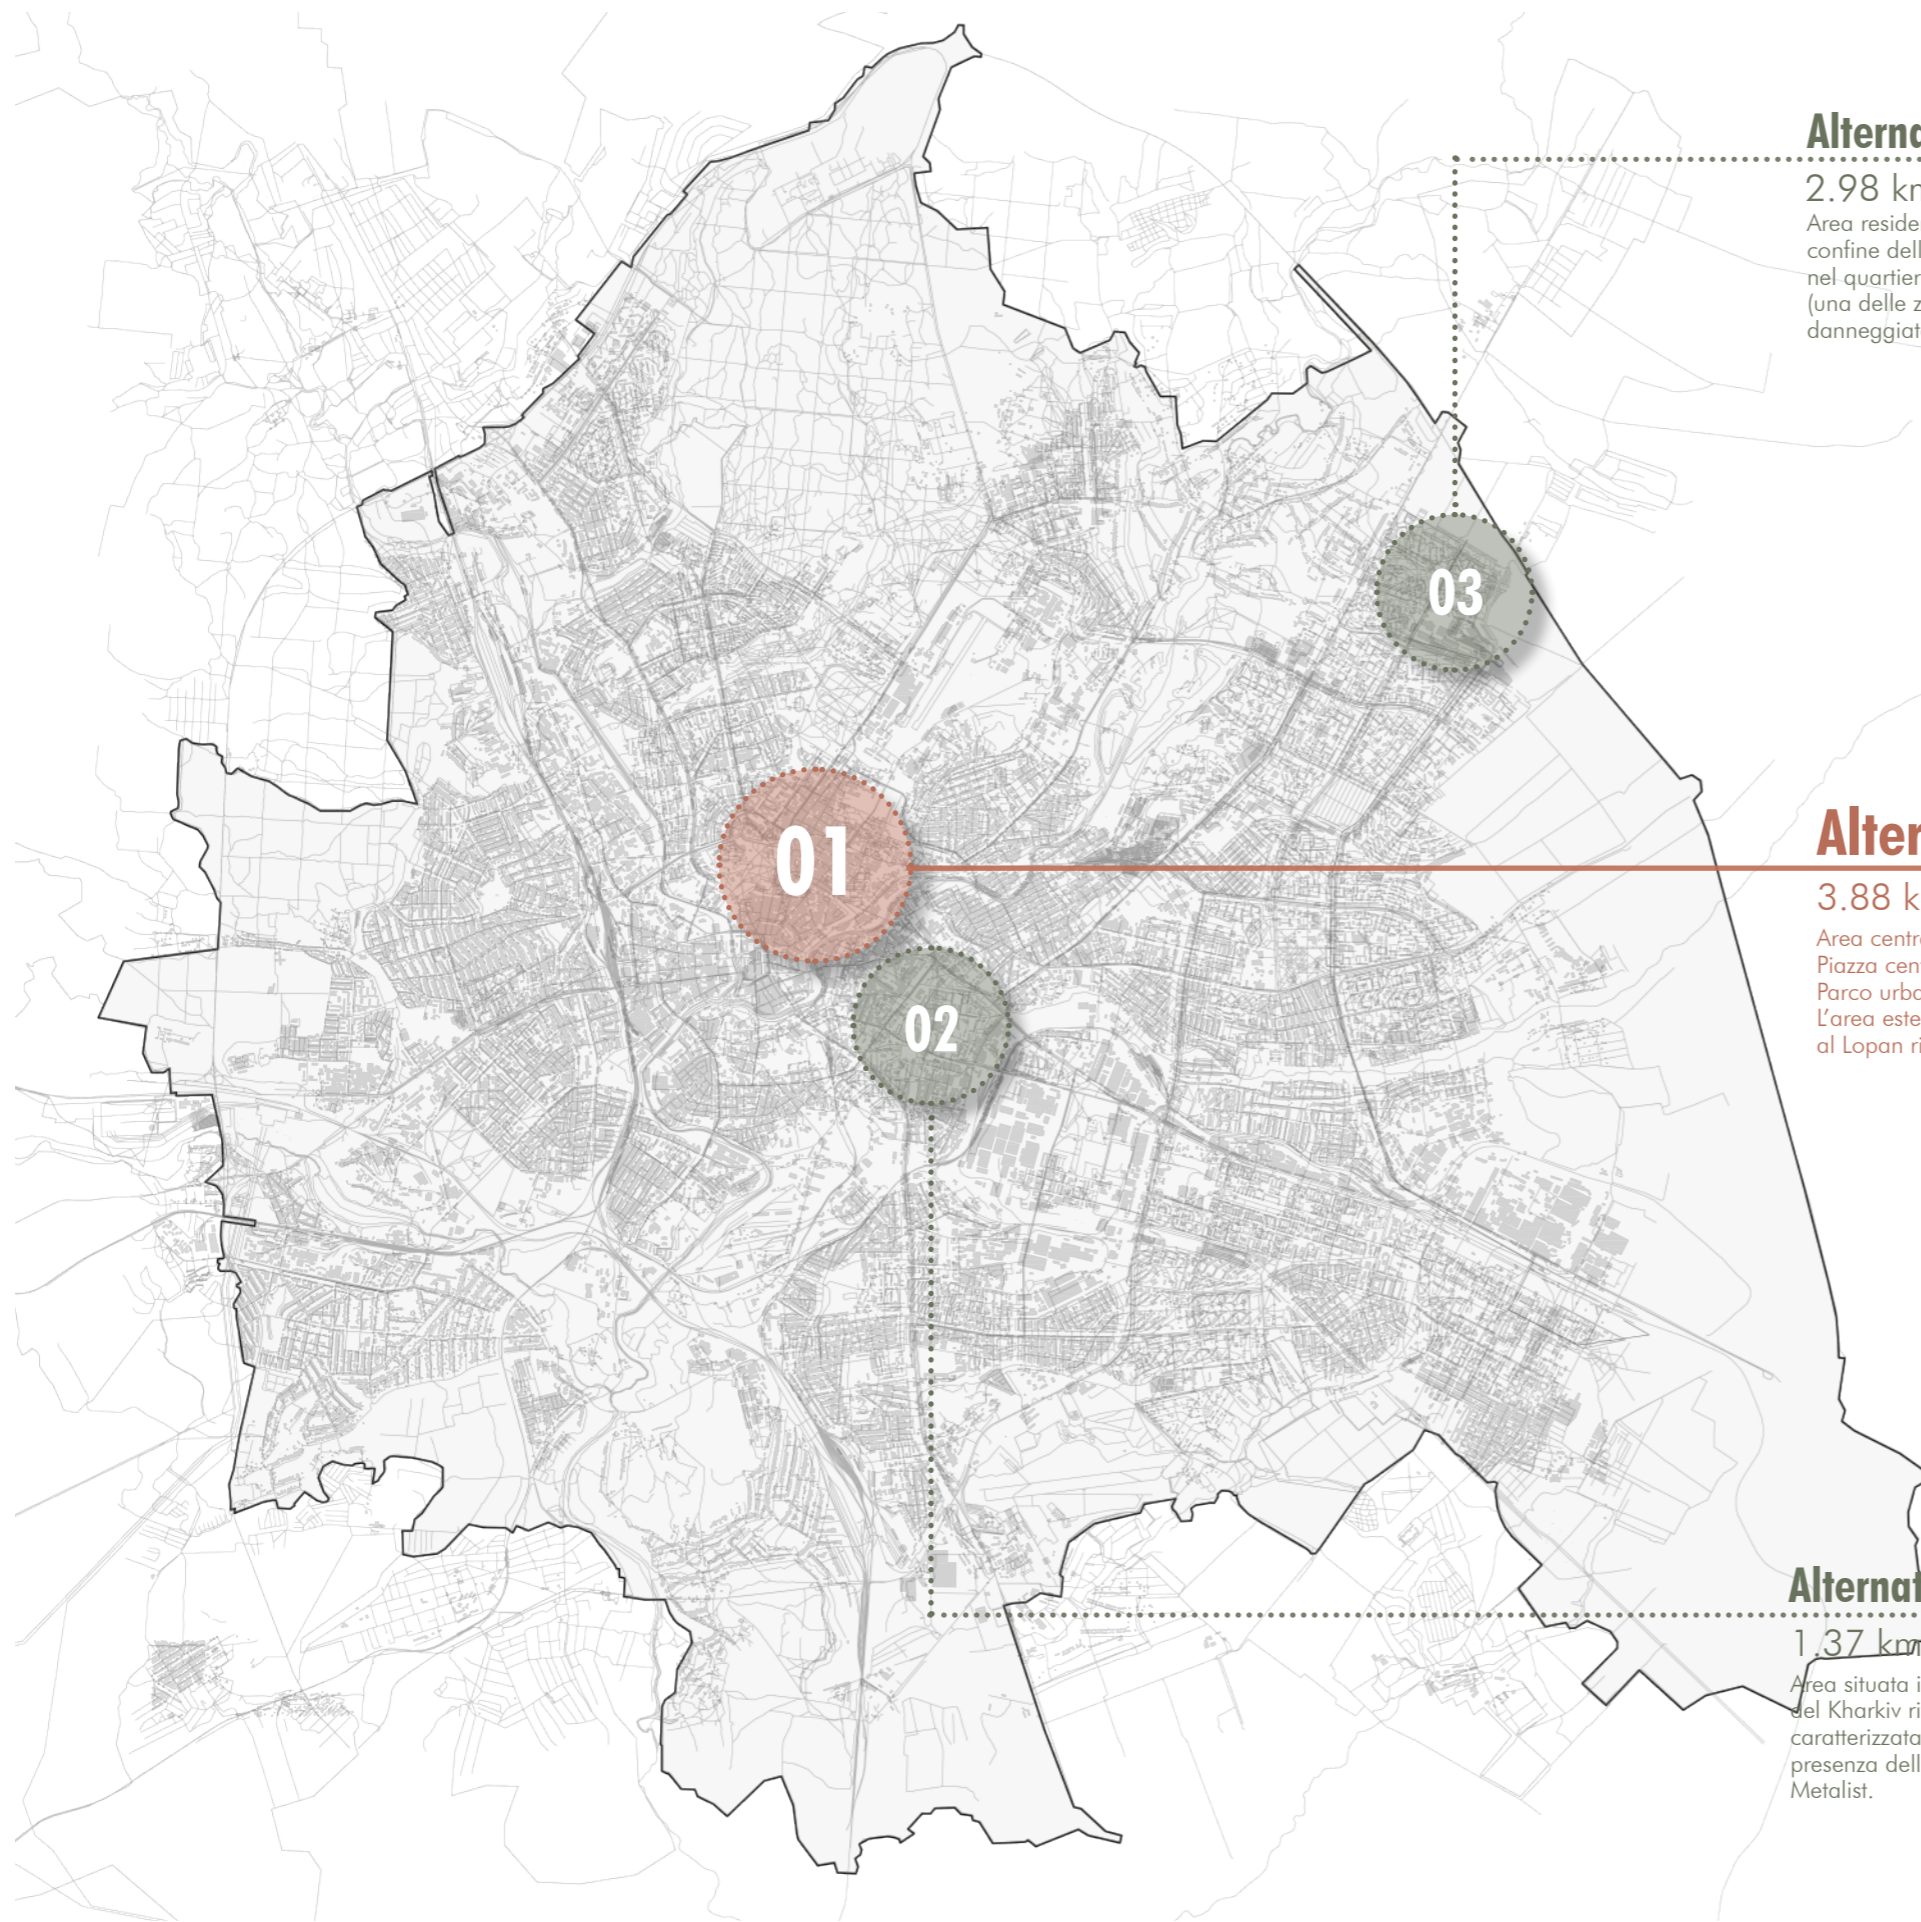 Alterna
2.98 km
Area reside
confine dell
nel quartier
(una delle z
danneggiat
03
01
Alter
3.88 k
Area centr
Piazza cen
Parco urba
L'area este
al Lopan ri
02
Alternat
1.37 km
Area situata i
del Kharkiv ri
caratterizzata
presenza dell
Metalist.